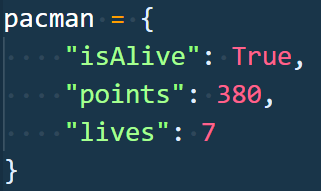 pacman = {
    "isAlive": True,
    "points": 380,
    "lives": 7
}